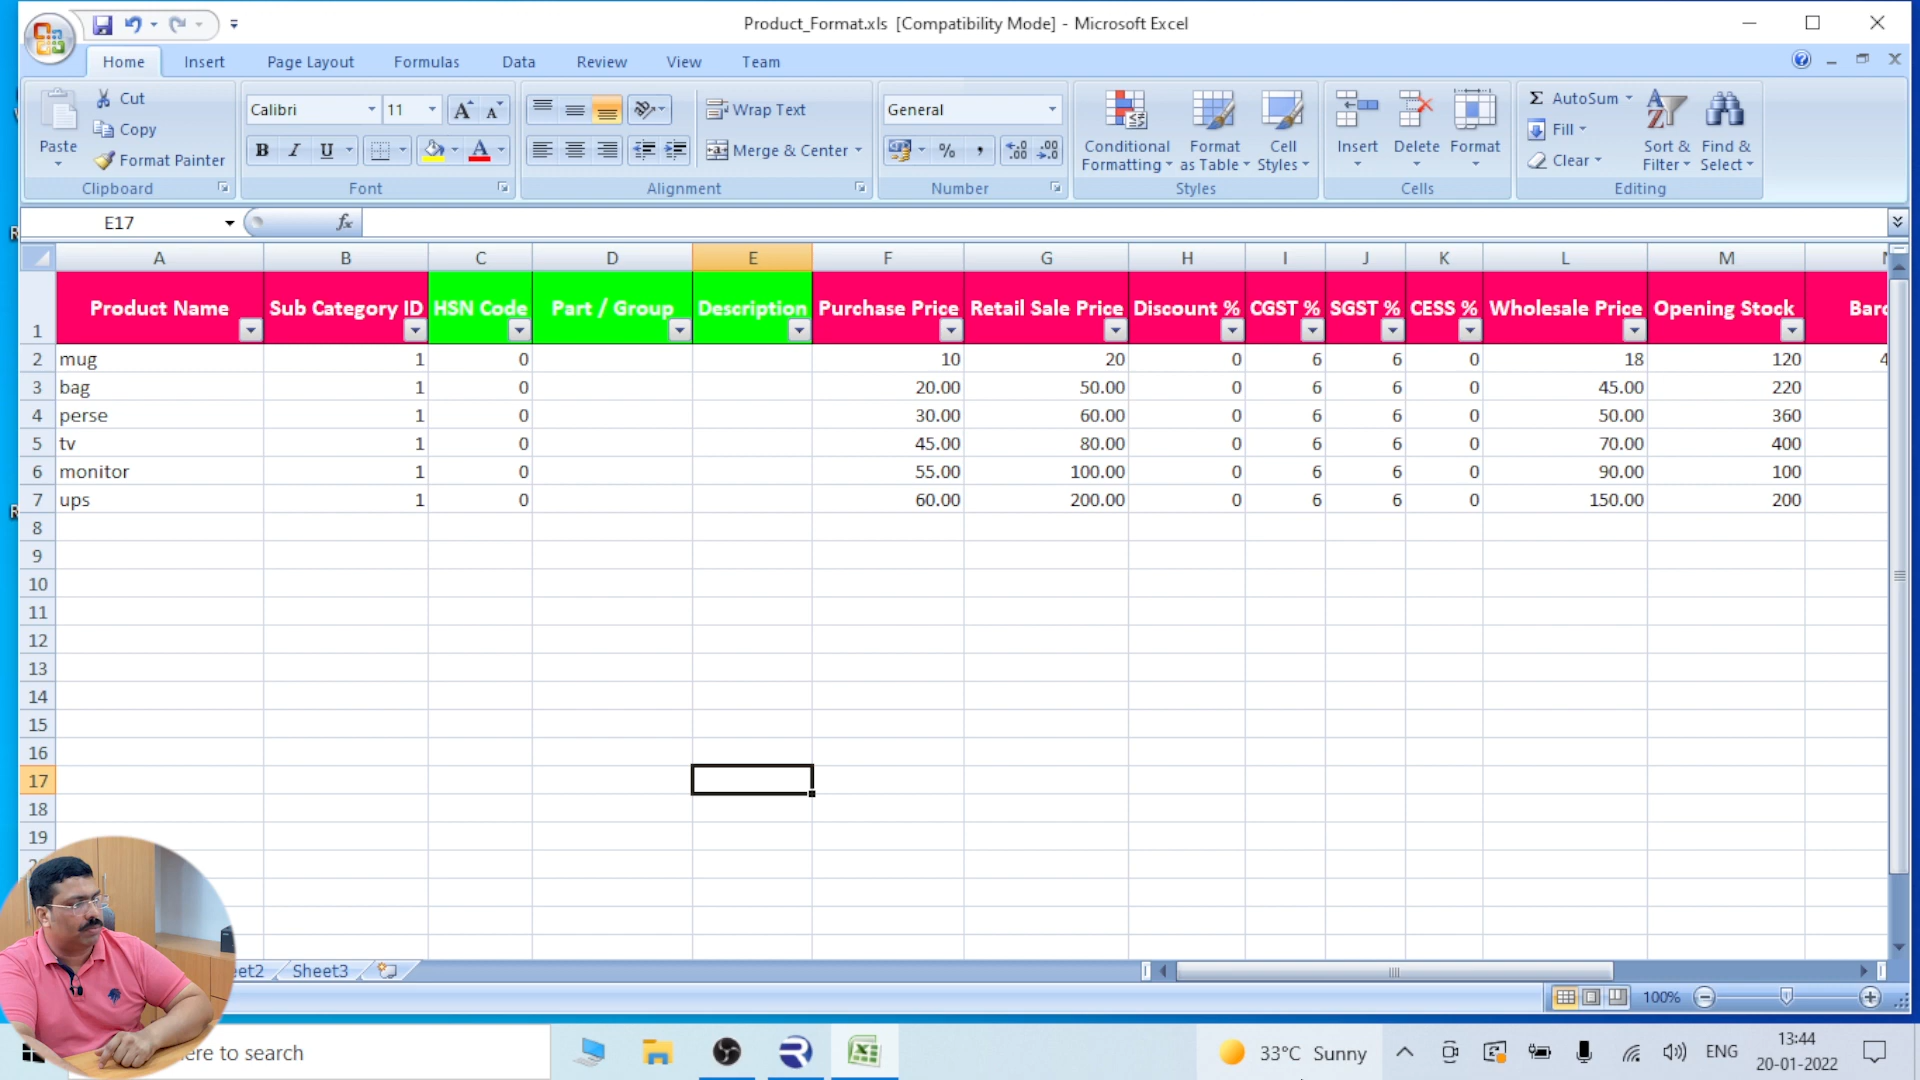 Product_Format.xls [Compatibility Mode] - Microsoft Excel
Home Insert Page Layout Formulas Data Review View Team
Paste
Cut
Copy
Format Painter
Clipboard
Calibri 11
B I U
Font
Wrap Text
Merge & Center
Alignment
General
Number
Conditional Formatting
Format as Table
Cell Styles
Styles
Insert Delete Format
Cells
Σ AutoSum
Fill
Clear
Sort & Filter
Find & Select
Editing
E17 fx
A B C D E F G H I J K L M
1 Product Name Sub Category ID HSN Code Part / Group Description Purchase Price Retail Sale Price Discount % CGST % SGST % CESS % Wholesale Price Opening Stock
2 mug 1 0 10 20 0 6 6 0 18 120 4
3 bag 1 0 20.00 50.00 0 6 6 0 45.00 220
4 perse 1 0 30.00 60.00 0 6 6 0 50.00 360
5 tv 1 0 45.00 80.00 0 6 6 0 70.00 400
6 monitor 1 0 55.00 100.00 0 6 6 0 90.00 100
7 ups 1 0 60.00 200.00 0 6 6 0 150.00 200
8
9
10
11
12
13
14
15
16
17
18
19
eet2 Sheet3
100%
ere to search
33°C Sunny
ENG
13:44
20-01-2022